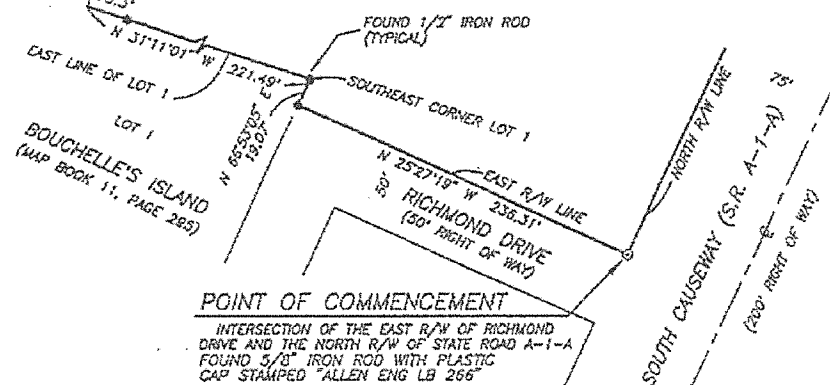 FOUND 1/2" IRON ROD
(TYPICAL)
N 31°11'01" W
221.49'
EAST LINE OF LOT 1
LOT 1
BOUCHELLE'S ISLAND
(MAP BOOK 11, PAGE 295)
SOUTHEAST CORNER LOT 1
19.07'
N 25°27'19" W 236.31'
EAST R/W LINE
50'
RICHMOND DRIVE
(50' RIGHT OF WAY)
NORTH R/W LINE
75'
SOUTH CAUSEWAY (S.R. A-1-A)
(200' RIGHT OF WAY)
POINT OF COMMENCEMENT
INTERSECTION OF THE EAST R/W OF RICHMOND
DRIVE AND THE NORTH R/W OF STATE ROAD A-1-A
FOUND 5/8" IRON ROD WITH PLASTIC
CAP STAMPED "ALLEN ENG LB 266"